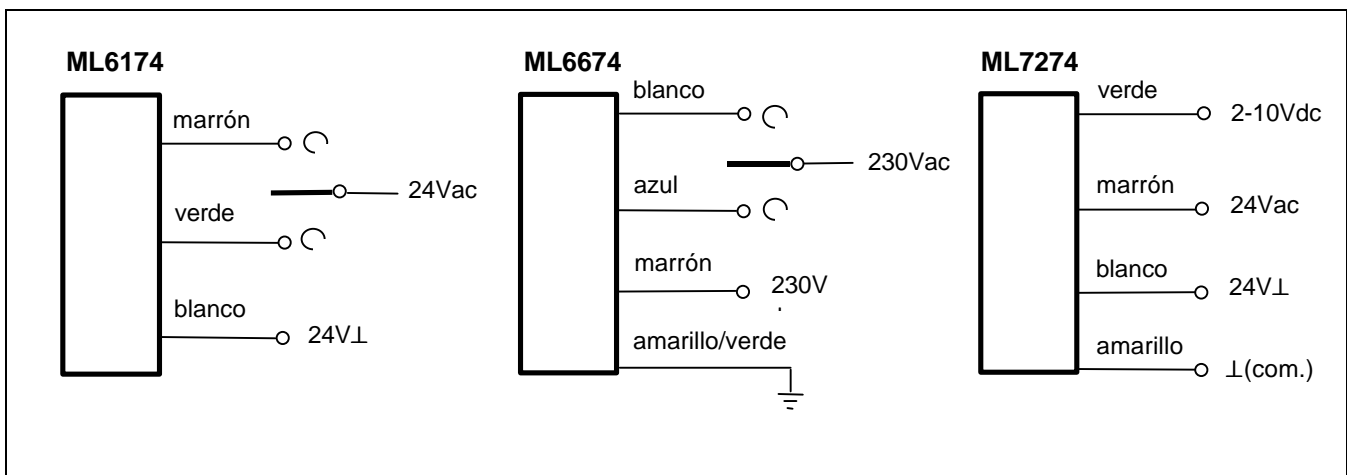 ML6174
marrón
24Vac
verde
blanco
24V⊥
ML6674
blanco
230Vac
azul
marrón
230V
amarillo/verde
ML7274
verde
2-10Vdc
marrón
24Vac
blanco
24V⊥
amarillo
⊥(com.)